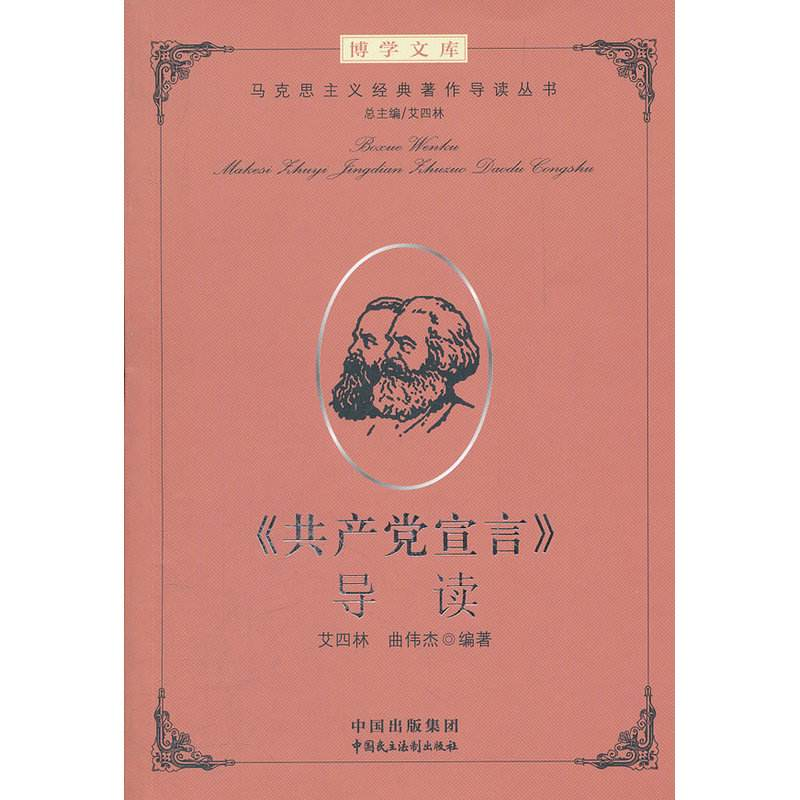 博学文库
马克思主义经典著作导读丛书
总主编/艾四林
Boxue Wenku
Makesi Zhuyi Jingdian Zhuzuo Daodu Congshu
《共产党宣言》
导读
艾四林 曲伟杰◎编著
中国出版集团
中国民主法制出版社